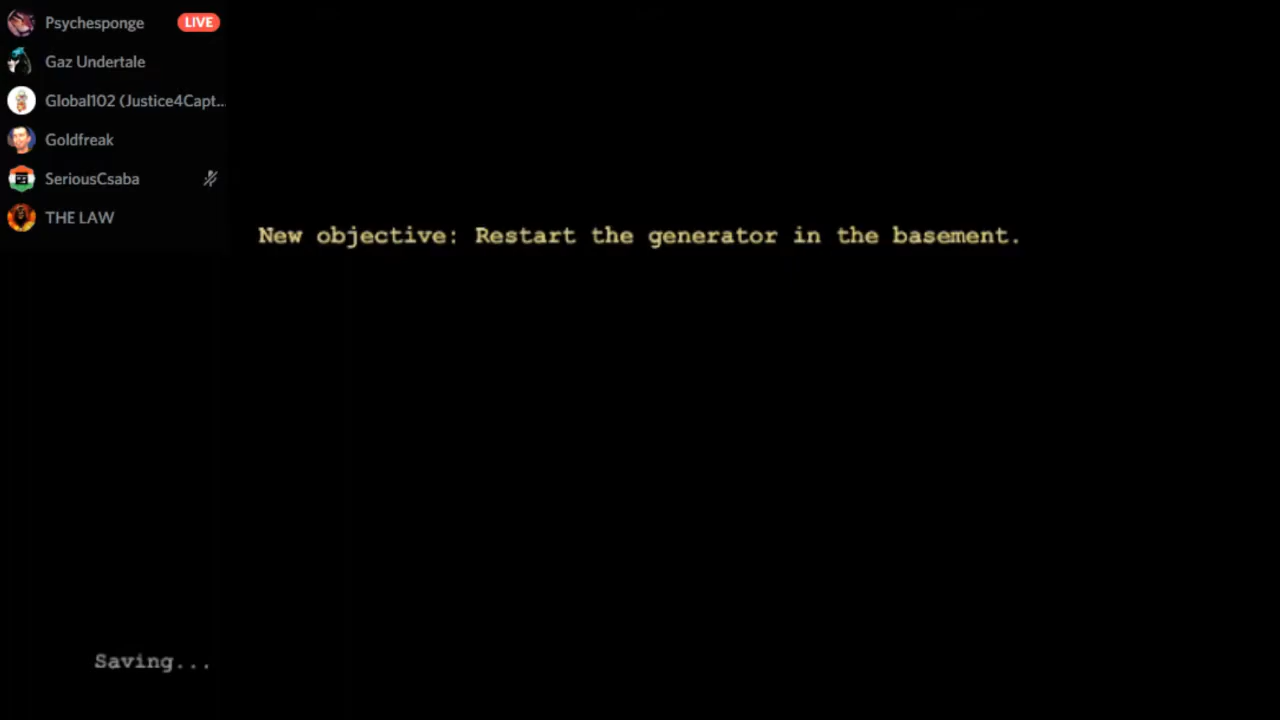 Psychesponge LIVE
Gaz Undertale
Global102 (Justice4Capt...
Goldfreak
SeriousCsaba
THE LAW
New objective: Restart the generator in the basement.
Saving...